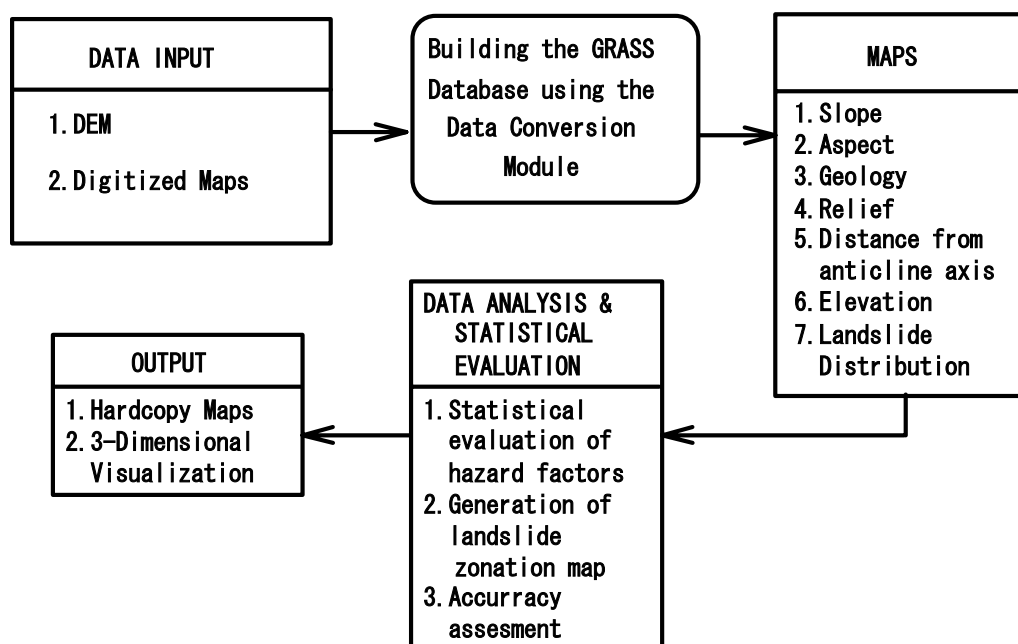 DATA INPUT
1. DEM
2. Digitized Maps
Building the GRASS
Database using the
Data Conversion
Module
MAPS
1. Slope
2. Aspect
3. Geology
4. Relief
5. Distance from
anticline axis
6. Elevation
7. Landslide
Distribution
DATA ANALYSIS &
STATISTICAL
EVALUATION
1. Statistical
evaluation of
hazard factors
2. Generation of
landslide
zonation map
3. Accurracy
assesment
OUTPUT
1. Hardcopy Maps
2. 3-Dimensional
Visualization